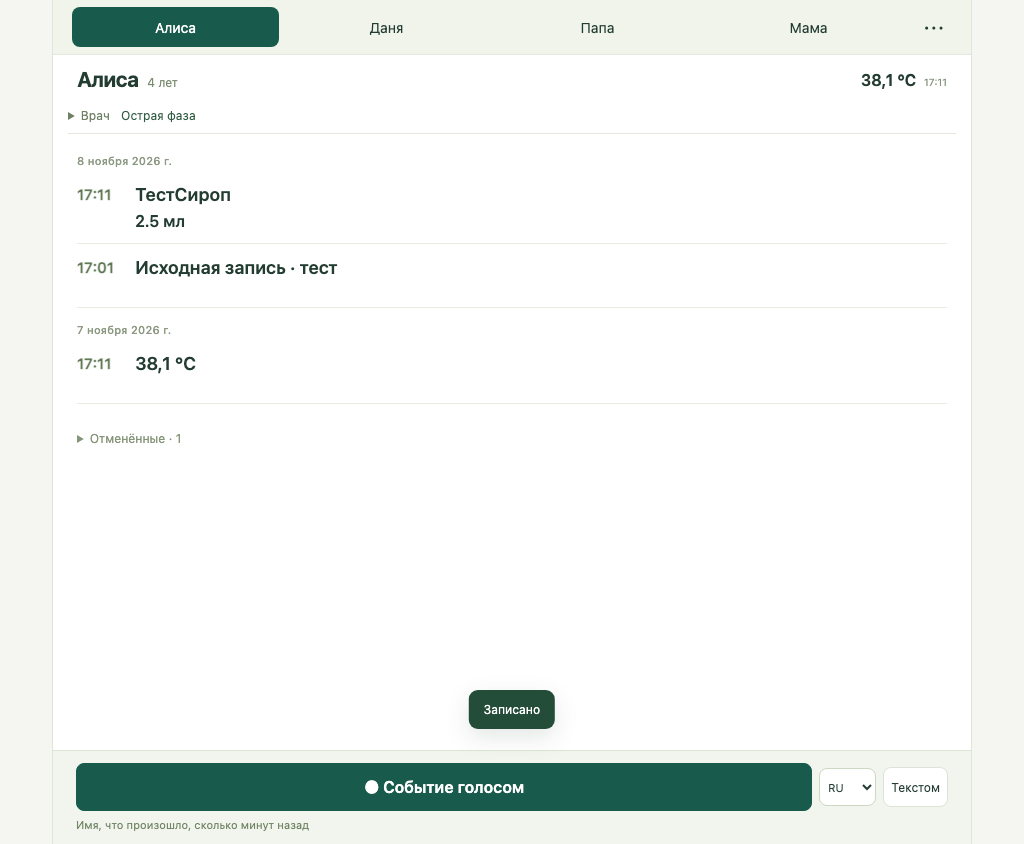 Алиса Даня Папа Мама ···
Алиса 4 лет 38,1 °C 17:11
Врач Острая фаза
8 ноября 2026 г.
17:11 ТестСироп
2.5 мл
17:01 Исходная запись · тест
7 ноября 2026 г.
17:11 38,1 °C
Отменённые · 1
Записано
Событие голосом RU Текстом
Имя, что произошло, сколько минут назад